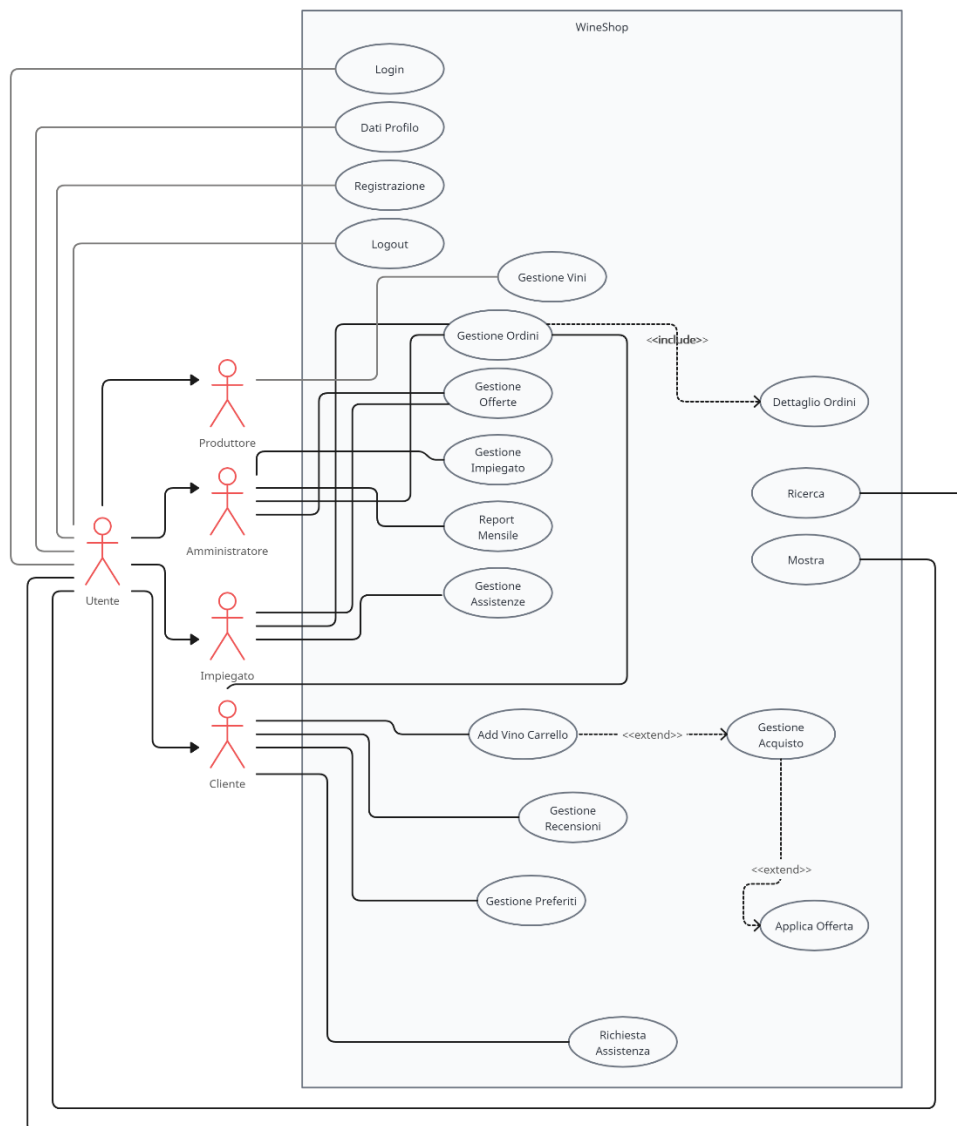 WineShop
Login
Dati Profilo
Registrazione
Logout
Gestione Vini
Gestione Ordini
<<include>>
Gestione
Offerte
Dettaglio Ordini
Produttore
Gestione
Impiegato
Ricerca
Report
Mensile
Amministratore
Mostra
Gestione
Assistenze
Utente
Impiegato
Add Vino Carrello
<<extend>>
Gestione
Acquisto
Cliente
Gestione
Recensioni
<<extend>>
Gestione Preferiti
Applica Offerta
Richiesta
Assistenza